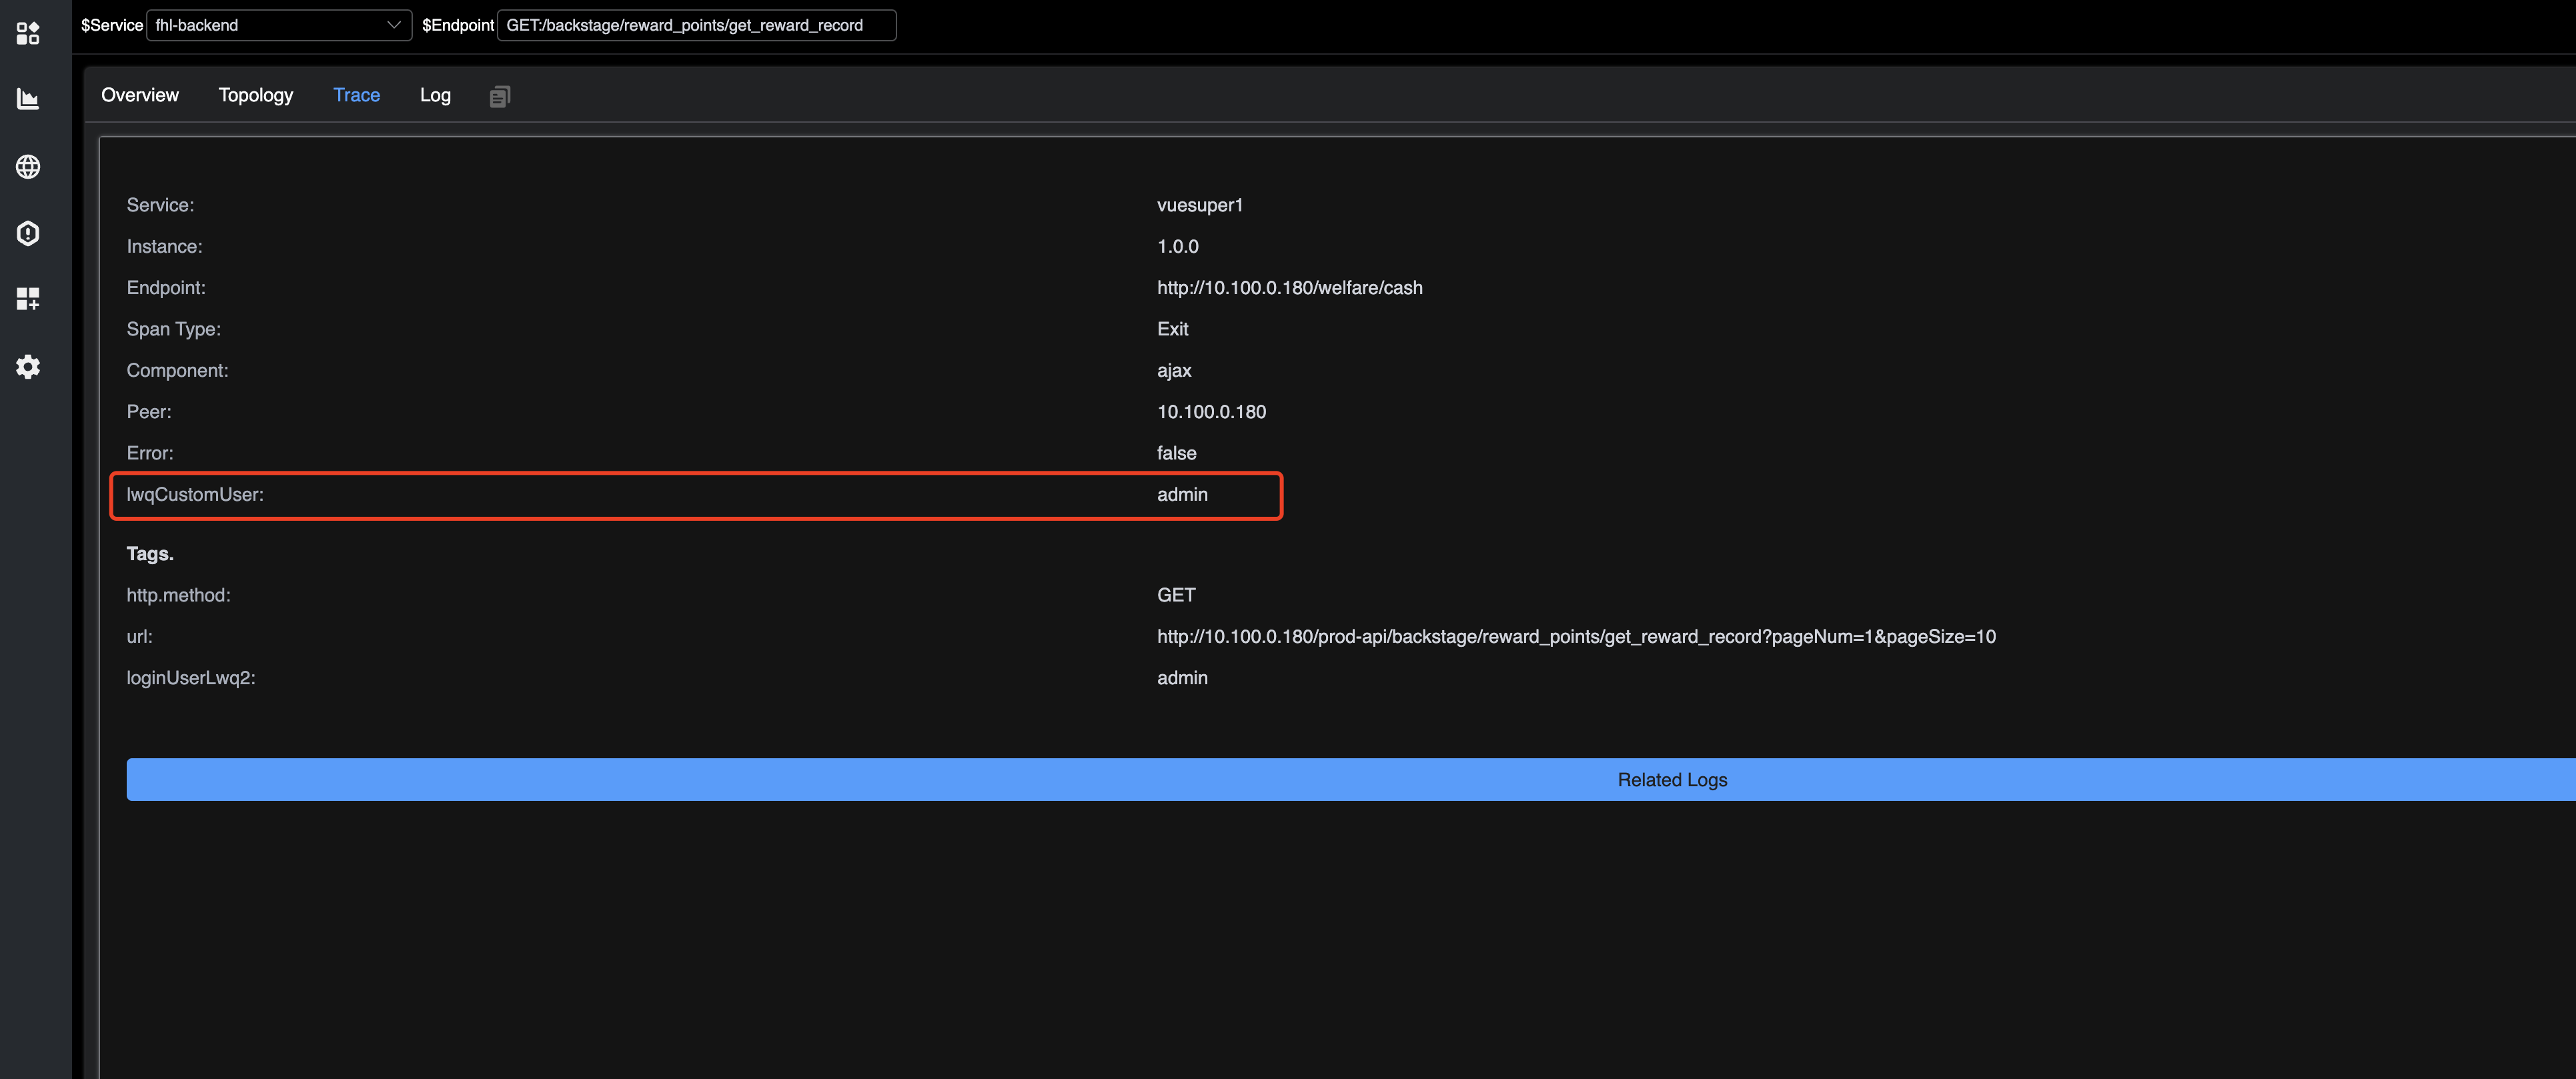 $Service fhl-backend $Endpoint GET:/backstage/reward_points/get_reward_record
Overview Topology Trace Log
Service: vuesuper1
Instance: 1.0.0
Endpoint: http://10.100.0.180/welfare/cash
Span Type: Exit
Component: ajax
Peer: 10.100.0.180
Error: false
lwqCustomUser: admin
Tags.
http.method: GET
url: http://10.100.0.180/prod-api/backstage/reward_points/get_reward_record?pageNum=1&pageSize=10
loginUserLwq2: admin
Related Logs